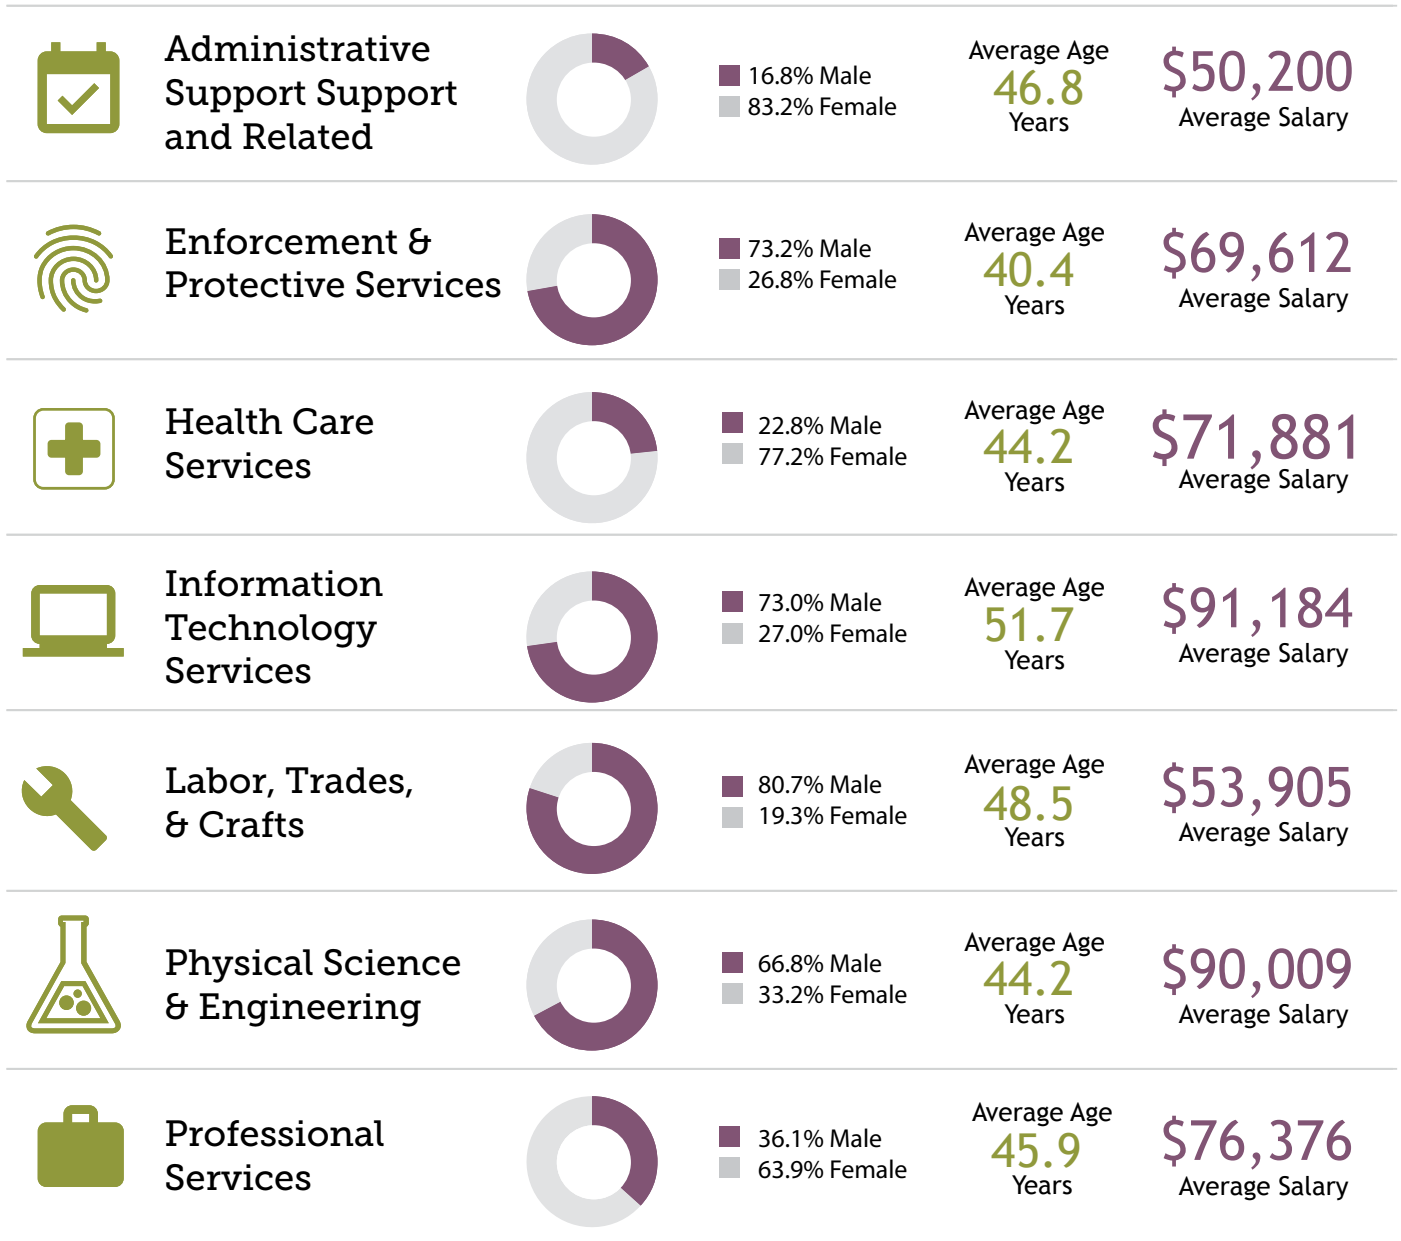 Administrative
Support Support
and Related
16.8% Male
83.2% Female
Average Age
46.8
Years
$50,200
Average Salary
Enforcement &
Protective Services
73.2% Male
26.8% Female
Average Age
40.4
Years
$69,612
Average Salary
Health Care
Services
22.8% Male
77.2% Female
Average Age
44.2
Years
$71,881
Average Salary
Information
Technology
Services
73.0% Male
27.0% Female
Average Age
51.7
Years
$91,184
Average Salary
Labor, Trades,
& Crafts
80.7% Male
19.3% Female
Average Age
48.5
Years
$53,905
Average Salary
Physical Science
& Engineering
66.8% Male
33.2% Female
Average Age
44.2
Years
$90,009
Average Salary
Professional
Services
36.1% Male
63.9% Female
Average Age
45.9
Years
$76,376
Average Salary